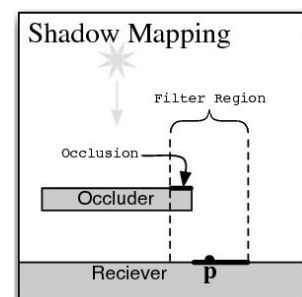 Shadow Mapping
Filter Region
Occlusion
Occluder
Reciever
p